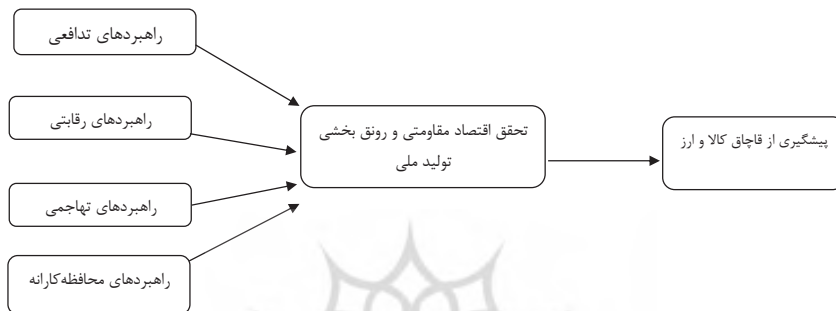 راهبردهای تدافعی
راهبردهای رقابتی
راهبردهای تهاجمی
راهبردهای محافظه‌کارانه
تحقق اقتصاد مقاومتی و رونق بخشی
تولید ملی
پیشگیری از قاچاق کالا و ارز